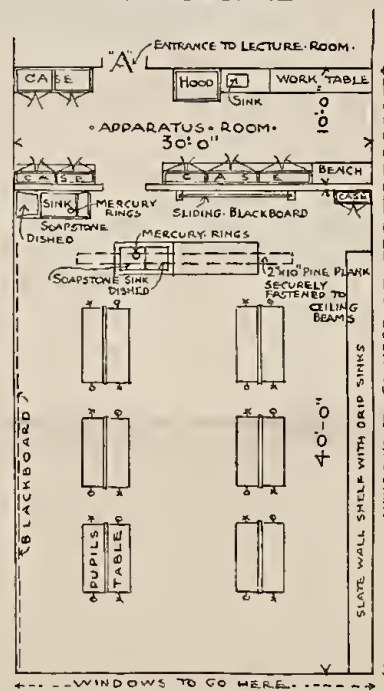 "A"
ENTRANCE TO LECTURE·ROOM·
CASE
HOOD
SINK
WORK TABLE
10'·0"
·APPARATUS·ROOM·
30'·0"
CASE
CASE
BENCH
SINK
MERCURY
RINGS
SOAPSTONE
DISHED
SLIDING·BLACKBOARD
CASE
MERCURY·RINGS
SOAPSTONE SINK
DISHED
2"X10" PINE PLANK
SECURELY
FASTENED TO
CEILING
BEAMS
BLACKBOARD
40'-0"
SLATE WALL SHELF WITH DRIP SINKS
PUPILS
TABLE
WINDOWS TO GO HERE